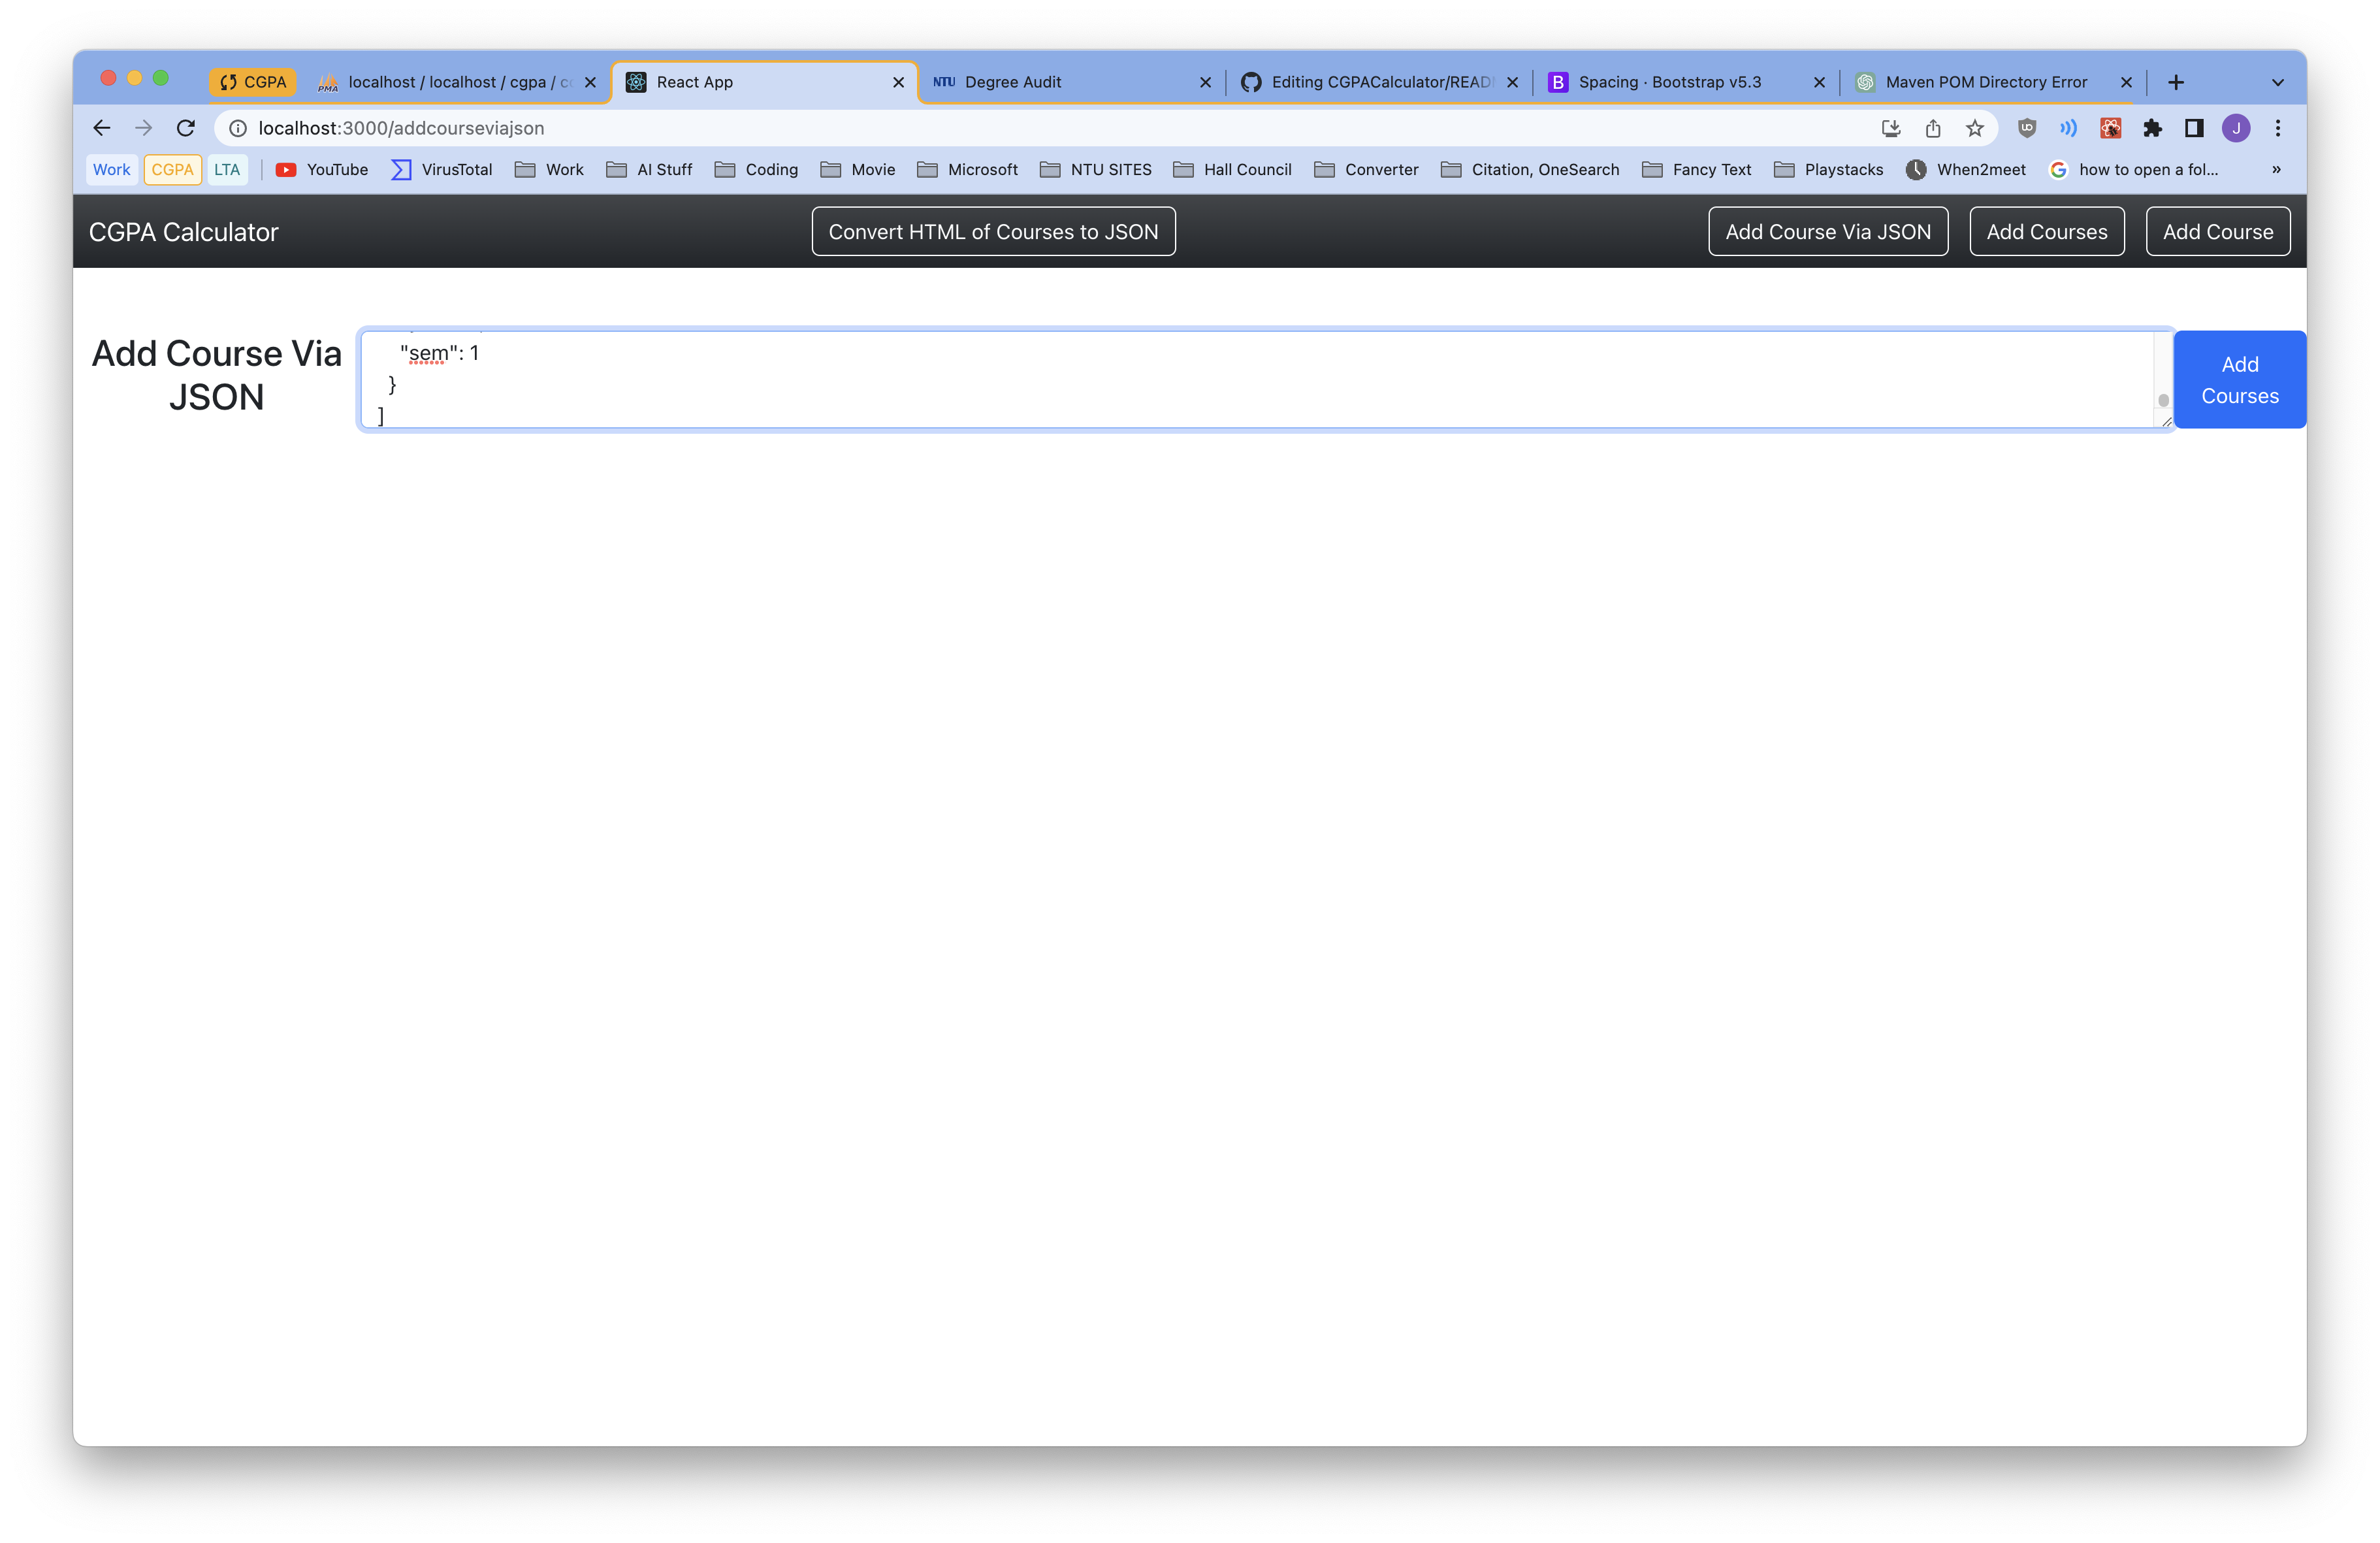 CGPA
PMA localhost / localhost / cgpa / co
React App
NTU Degree Audit
Editing CGPACalculator/READ
B Spacing · Bootstrap v5.3
Maven POM Directory Error
localhost:3000/addcourseviajson
J
Work
CGPA
LTA
YouTube
VirusTotal
Work
AI Stuff
Coding
Movie
Microsoft
NTU SITES
Hall Council
Converter
Citation, OneSearch
Fancy Text
Playstacks
When2meet
how to open a fol...
»
CGPA Calculator
Convert HTML of Courses to JSON
Add Course Via JSON
Add Courses
Add Course
Add Course Via
JSON
"sem": 1
}
]
Add
Courses